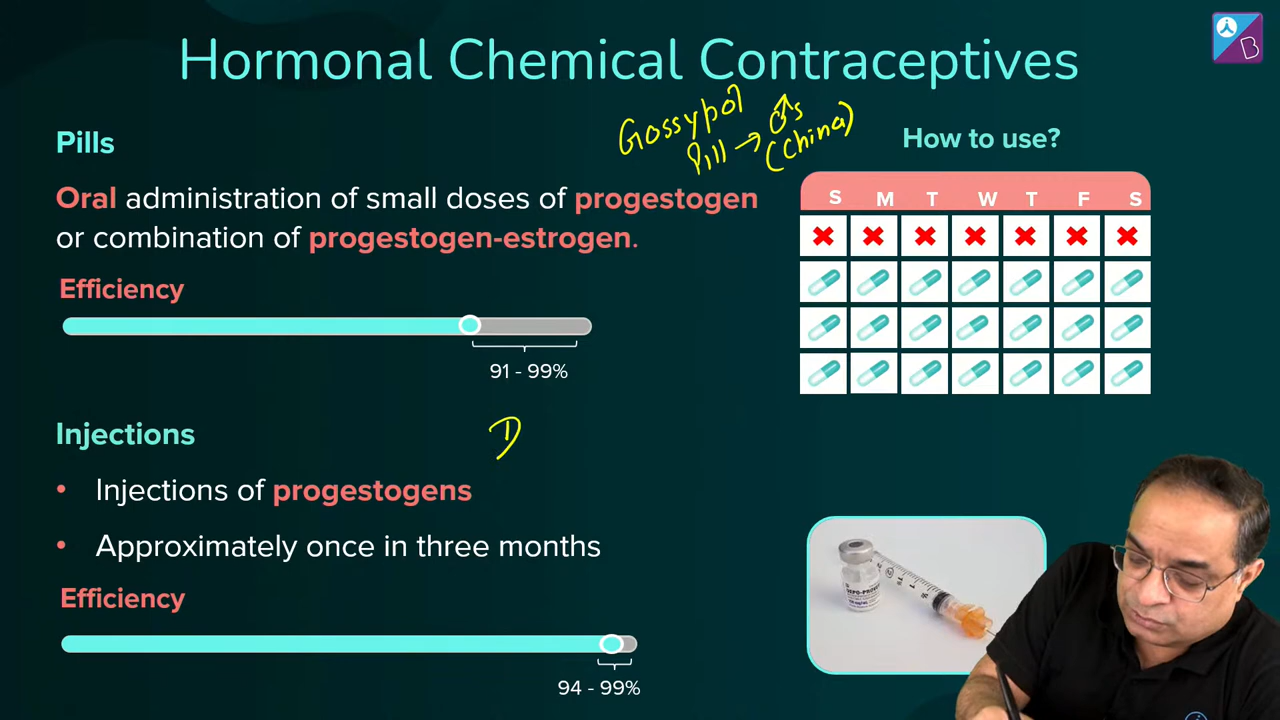 Hormonal Chemical Contraceptives
Gossypol
Pill → ♂s
(China)
Pills
Oral administration of small doses of progestogen
or combination of progestogen-estrogen.
Efficiency
91 - 99%
How to use?
S M T W T F S
Injections
D
• Injections of progestogens
• Approximately once in three months
Efficiency
94 - 99%
B